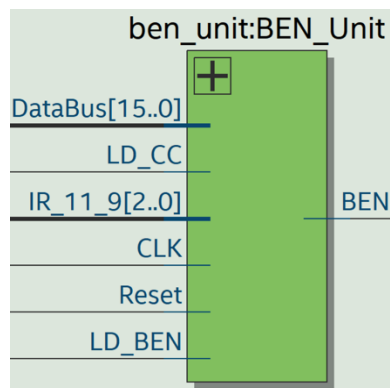 ben_unit:BEN_Unit
DataBus[15..0]
LD_CC
IR_11_9[2..0]
BEN
CLK
Reset
LD_BEN